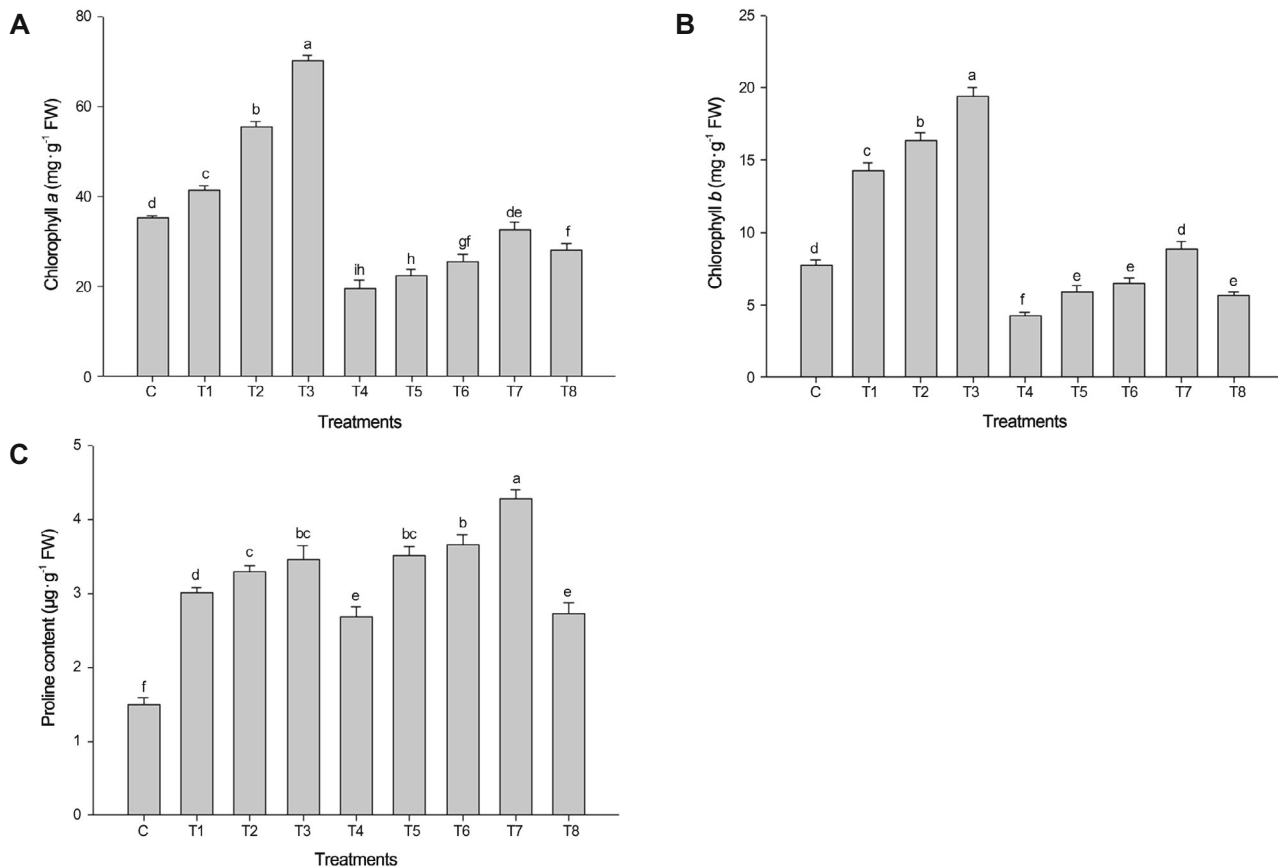 A
Chlorophyll a (mg·g⁻¹ FW)
80
60
40
20
0
d
c
b
a
ih
h
gf
de
f
C T1 T2 T3 T4 T5 T6 T7 T8
Treatments
B
Chlorophyll b (mg·g⁻¹ FW)
25
20
15
10
5
0
d
c
b
a
f
e
e
d
e
C T1 T2 T3 T4 T5 T6 T7 T8
Treatments
C
Proline content (µg·g⁻¹ FW)
5
4
3
2
1
0
f
d
c
bc
e
bc
b
a
e
C T1 T2 T3 T4 T5 T6 T7 T8
Treatments